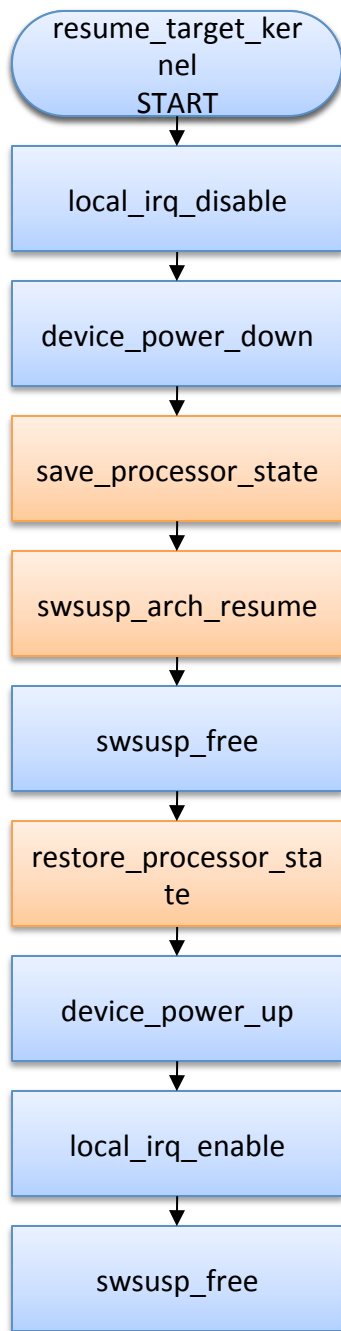 resume_target_ker
nel
START
local_irq_disable
device_power_down
save_processor_state
swsusp_arch_resume
swsusp_free
restore_processor_sta
te
device_power_up
local_irq_enable
swsusp_free